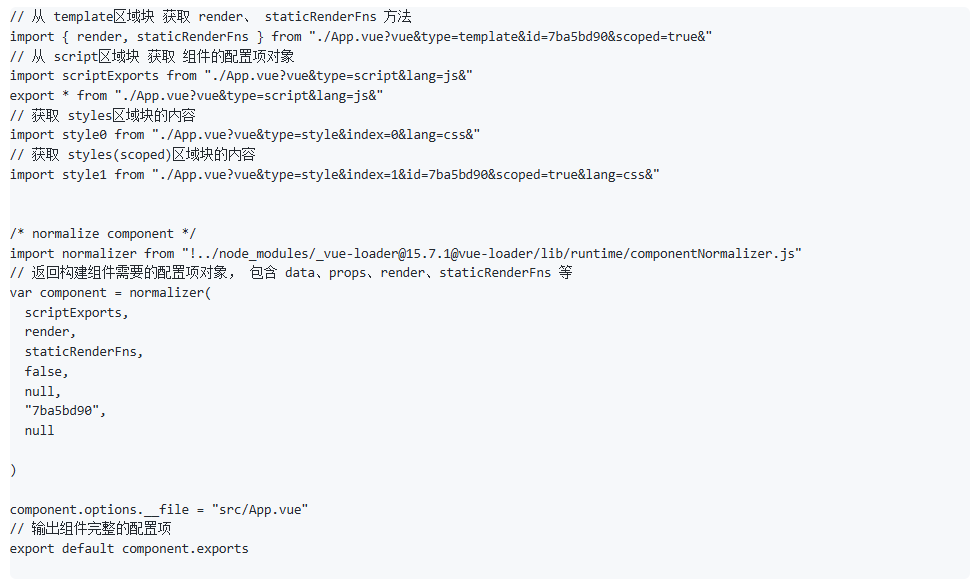 // 从 template区域块 获取 render、 staticRenderFns 方法
import { render, staticRenderFns } from "./App.vue?vue&type=template&id=7ba5bd90&scoped=true&"
// 从 script区域块 获取 组件的配置项对象
import scriptExports from "./App.vue?vue&type=script&lang=js&"
export * from "./App.vue?vue&type=script&lang=js&"
// 获取 styles区域块的内容
import style0 from "./App.vue?vue&type=style&index=0&lang=css&"
// 获取 styles(scoped)区域块的内容
import style1 from "./App.vue?vue&type=style&index=1&id=7ba5bd90&scoped=true&lang=css&"
/* normalize component */
import normalizer from "!../node_modules/_vue-loader@15.7.1@vue-loader/lib/runtime/componentNormalizer.js"
// 返回构建组件需要的配置项对象, 包含 data、props、render、staticRenderFns 等
var component = normalizer(
  scriptExports,
  render,
  staticRenderFns,
  false,
  null,
  "7ba5bd90",
  null
)
component.options.__file = "src/App.vue"
// 输出组件完整的配置项
export default component.exports